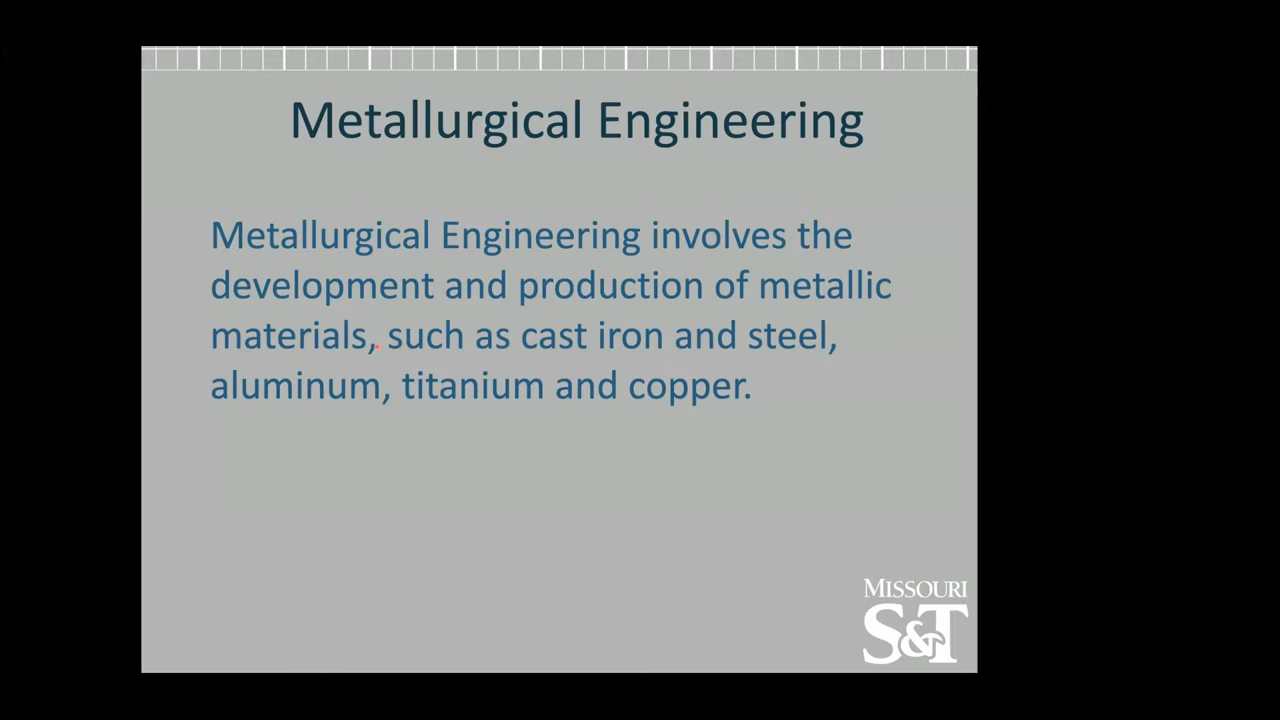 Metallurgical Engineering
Metallurgical Engineering involves the
development and production of metallic
materials, such as cast iron and steel,
aluminum, titanium and copper.
MISSOURI
S&T